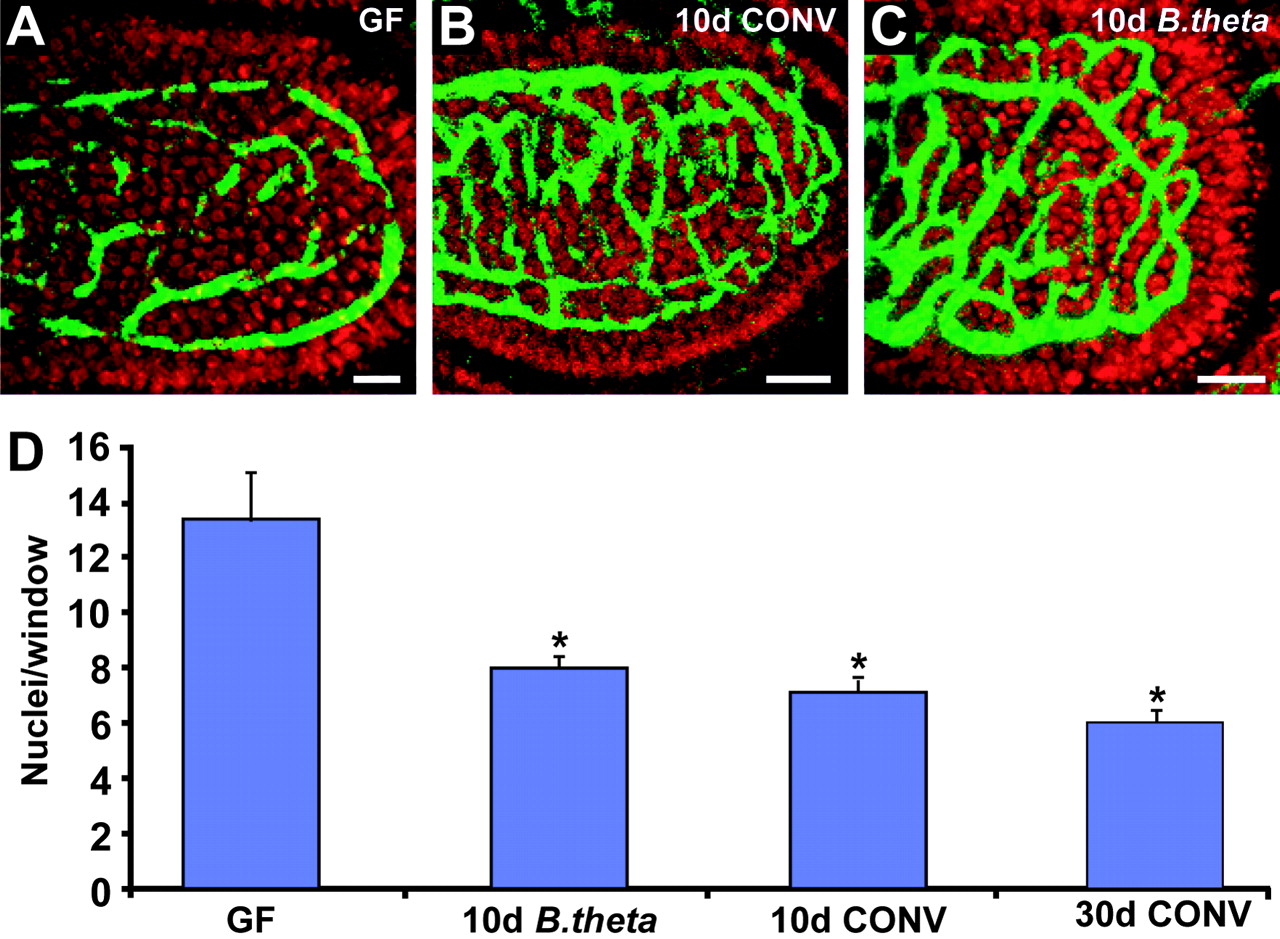 A GF
B 10d CONV
C 10d B.theta
D
Nuclei/window
16
14
12
10
8
6
4
2
0
*
*
*
GF 10d B.theta 10d CONV 30d CONV